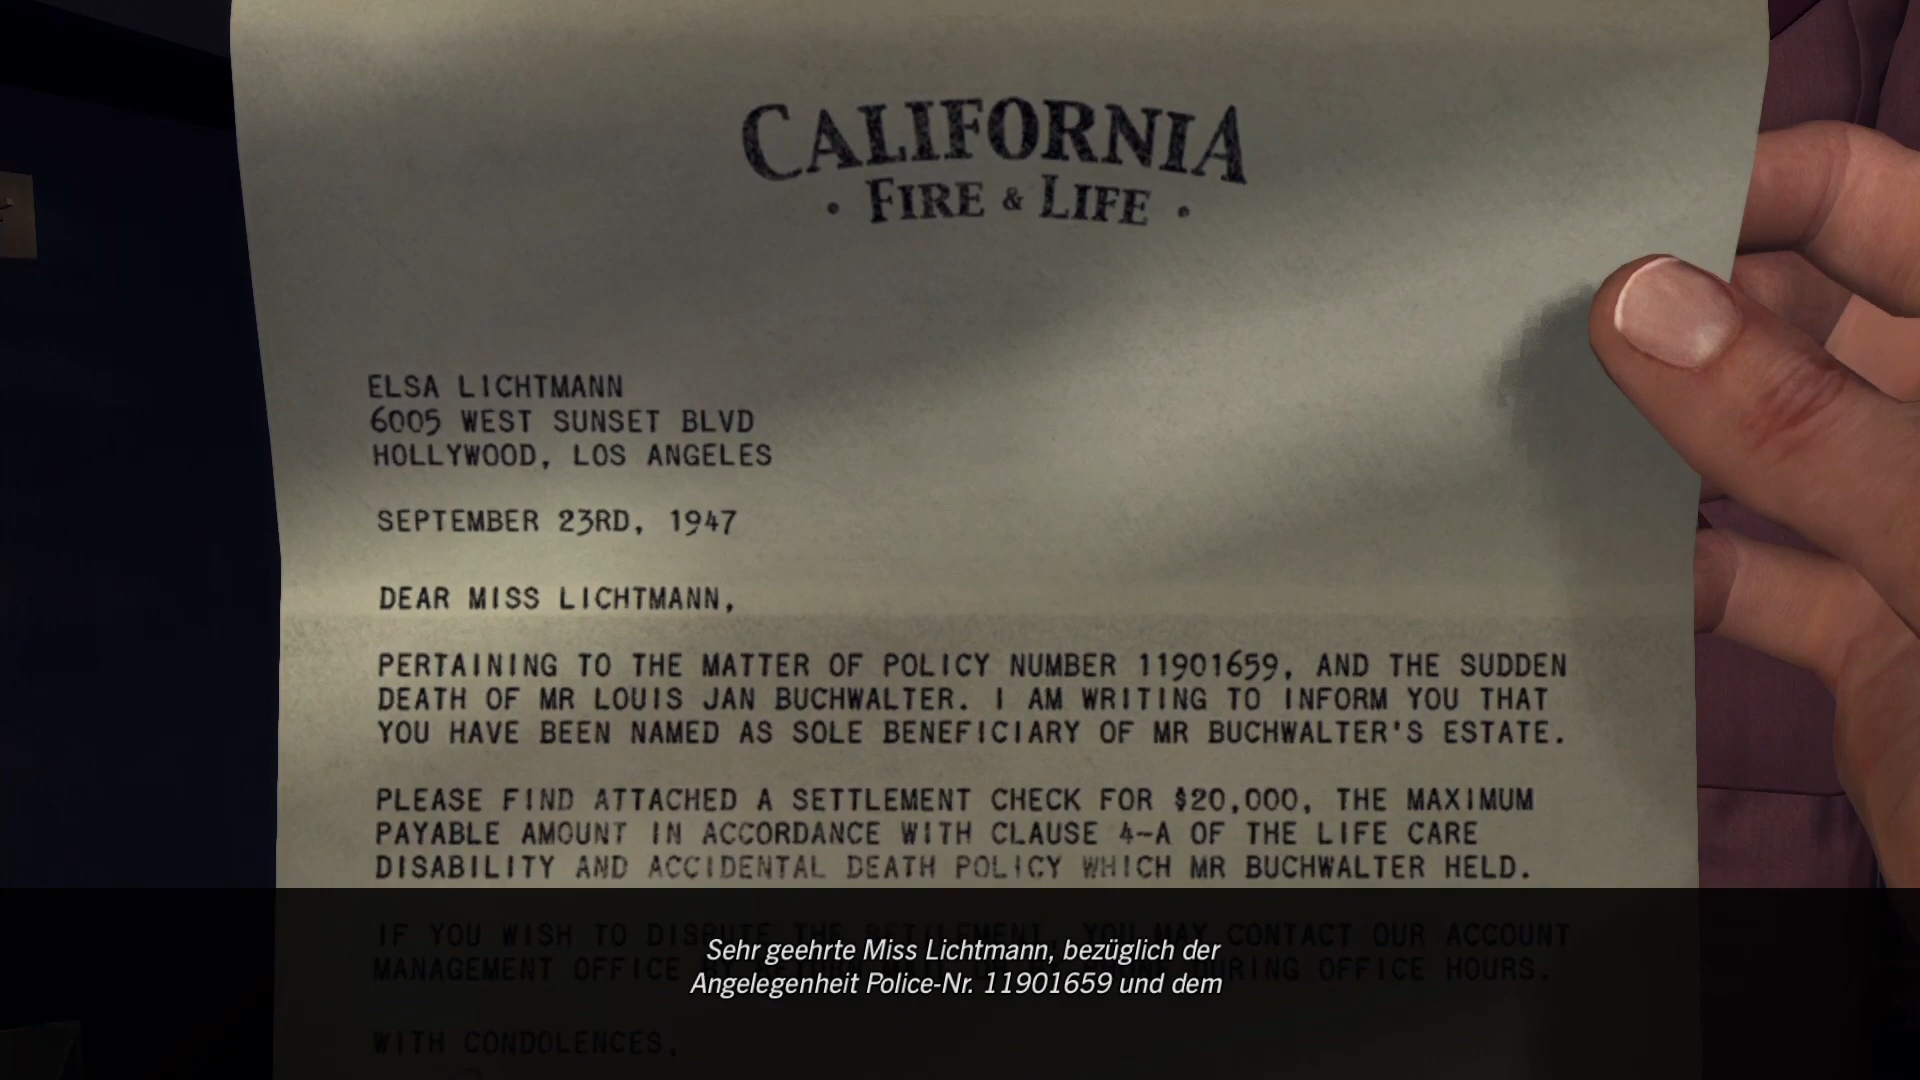 CALIFORNIA
• FIRE & LIFE •
ELSA LICHTMANN
6005 WEST SUNSET BLVD
HOLLYWOOD, LOS ANGELES
SEPTEMBER 23RD, 1947
DEAR MISS LICHTMANN,
PERTAINING TO THE MATTER OF POLICY NUMBER 11901659, AND THE SUDDEN
DEATH OF MR LOUIS JAN BUCHWALTER. I AM WRITING TO INFORM YOU THAT
YOU HAVE BEEN NAMED AS SOLE BENEFICIARY OF MR BUCHWALTER'S ESTATE.
PLEASE FIND ATTACHED A SETTLEMENT CHECK FOR $20,000, THE MAXIMUM
PAYABLE AMOUNT IN ACCORDANCE WITH CLAUSE 4-A OF THE LIFE CARE
DISABILITY AND ACCIDENTAL DEATH POLICY WHICH MR BUCHWALTER HELD.
IF YOU WISH TO DISPUTE THE SETTLEMENT, YOU MAY CONTACT OUR ACCOUNT
MANAGEMENT OFFICE DURING OFFICE HOURS.
WITH CONDOLENCES,
Sehr geehrte Miss Lichtmann, bezüglich der
Angelegenheit Police-Nr. 11901659 und dem